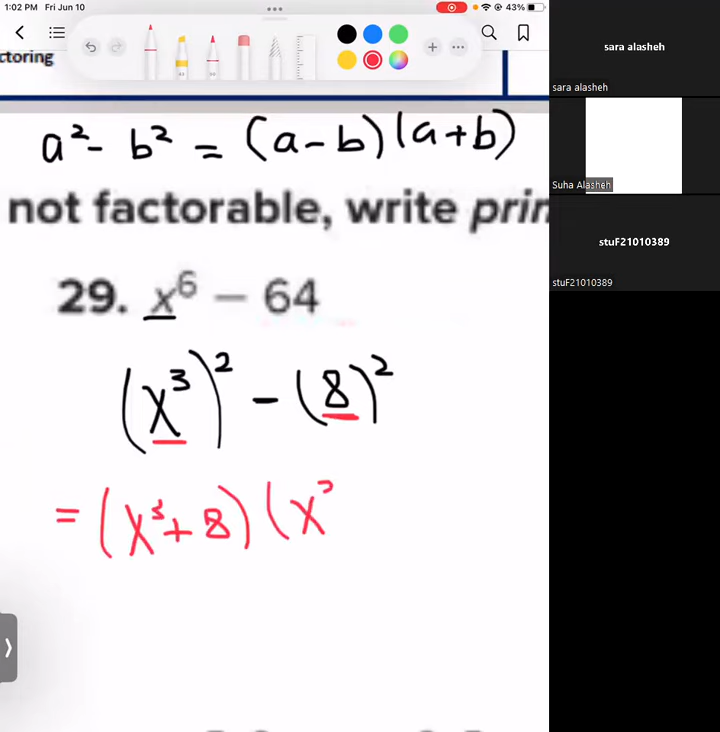 1:02 PM Fri Jun 10
43%
ctoring
a² - b² = (a-b)(a+b)
not factorable, write prin
29. x⁶ – 64
(x³)² - (8)²
= (x³+8)(x³
sara alasheh
sara alasheh
Suha Alasheh
stuF21010389
stuF21010389